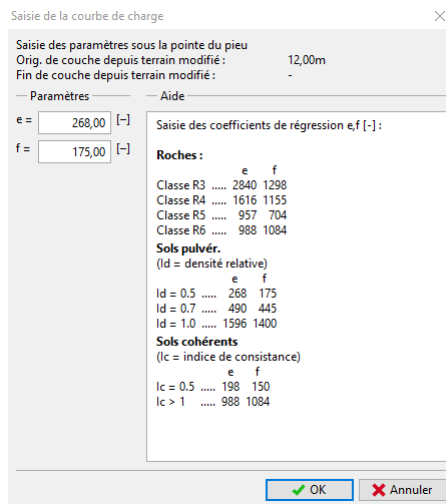 Saisie de la courbe de charge
Saisie des paramètres sous la pointe du pieu
Orig. de couche depuis terrain modifié : 12,00m
Fin de couche depuis terrain modifié : -
Paramètres
e = 268,00 [–]
f = 175,00 [–]
Aide
Saisie des coefficients de régression e,f [-] :
Roches :
e f
Classe R3 ..... 2840 1298
Classe R4 ..... 1616 1155
Classe R5 ..... 957 704
Classe R6 ..... 988 1084
Sols pulvér.
(Id = densité relative)
e f
Id = 0.5 ..... 268 175
Id = 0.7 ..... 490 445
Id = 1.0 ..... 1596 1400
Sols cohérents
(Ic = indice de consistance)
e f
Ic = 0.5 ..... 198 150
Ic > 1 ..... 988 1084
OK
Annuler